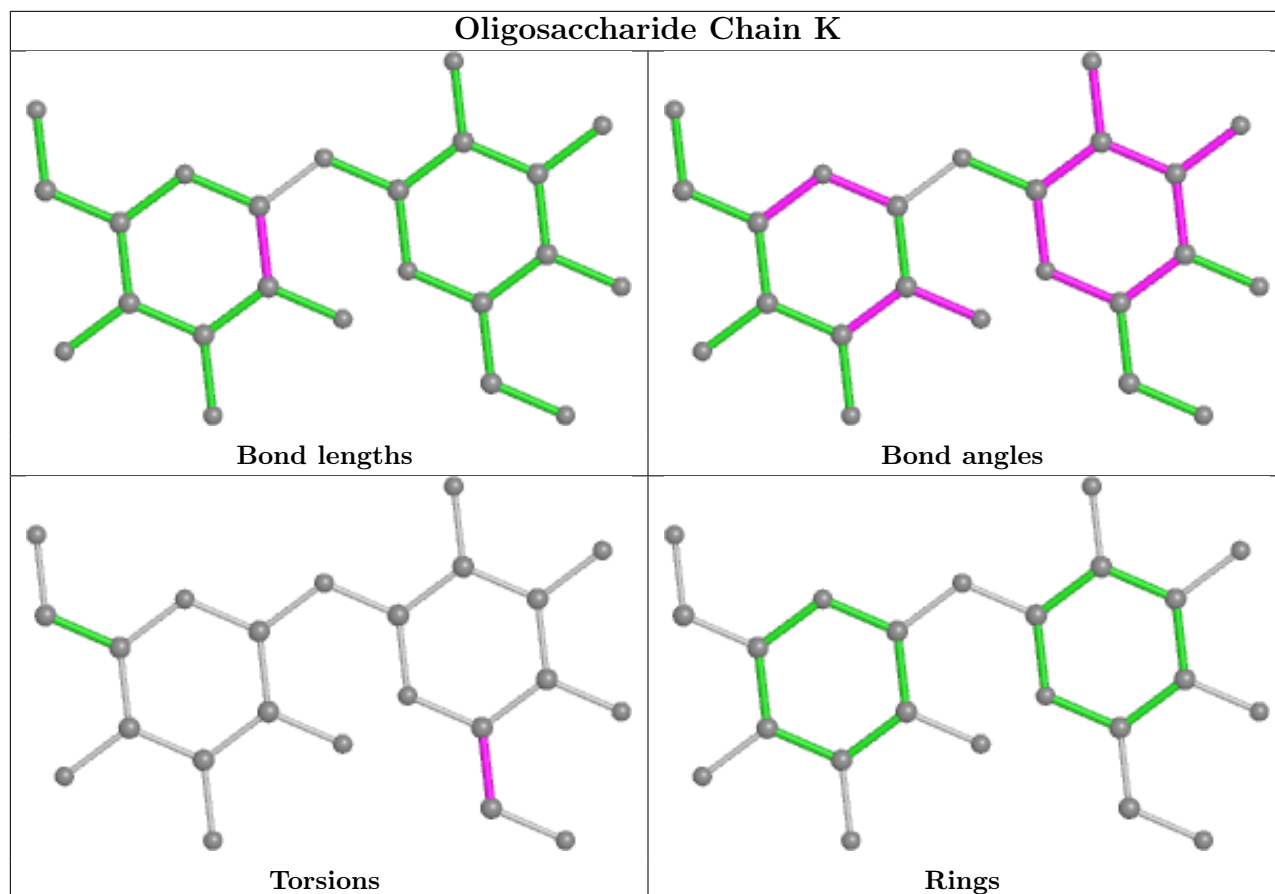 Oligosaccharide Chain K
Bond lengths
Bond angles
Torsions
Rings